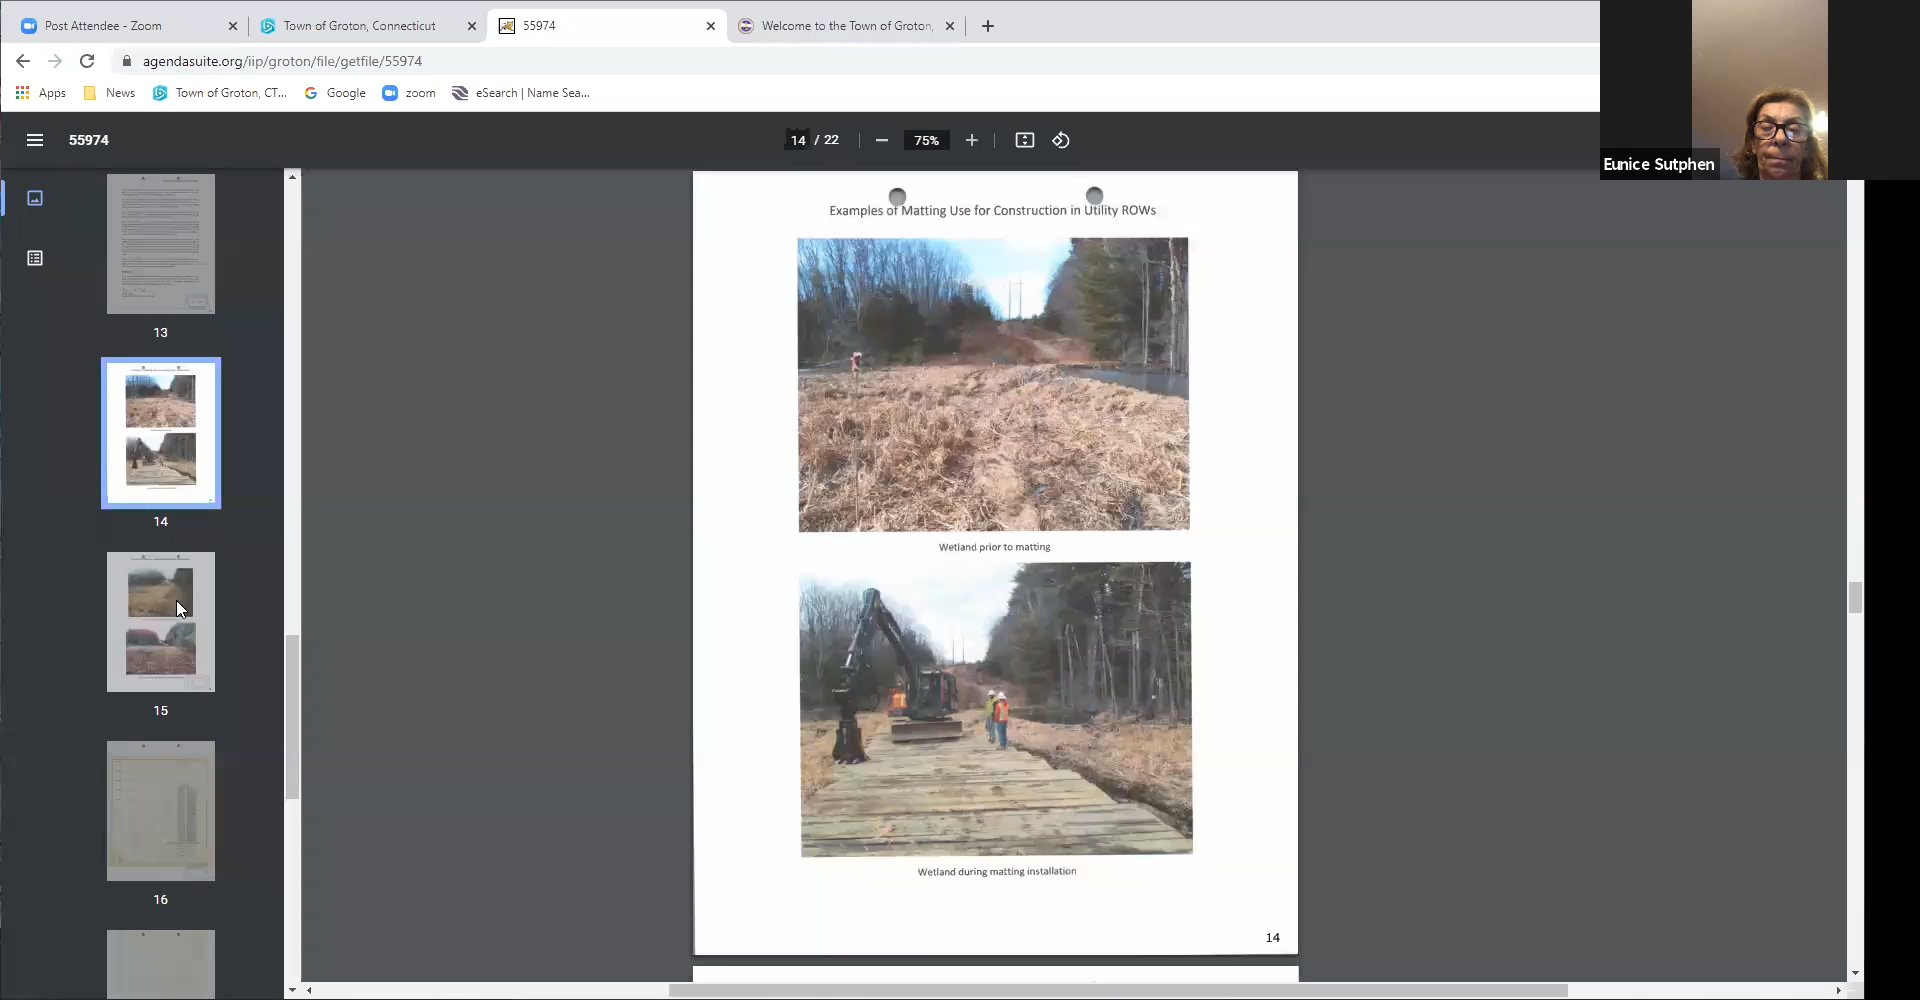 Post Attendee - Zoom
Town of Groton, Connecticut
55974
Welcome to the Town of Groton,
agendasuite.org/iip/groton/file/getfile/55974
Apps
News
Town of Groton, CT...
Google
zoom
eSearch | Name Sea...
Eunice Sutphen
55974
14 / 22
75%
13
14
15
16
Examples of Matting Use for Construction in Utility ROWs
Wetland prior to matting
Wetland during matting installation
14